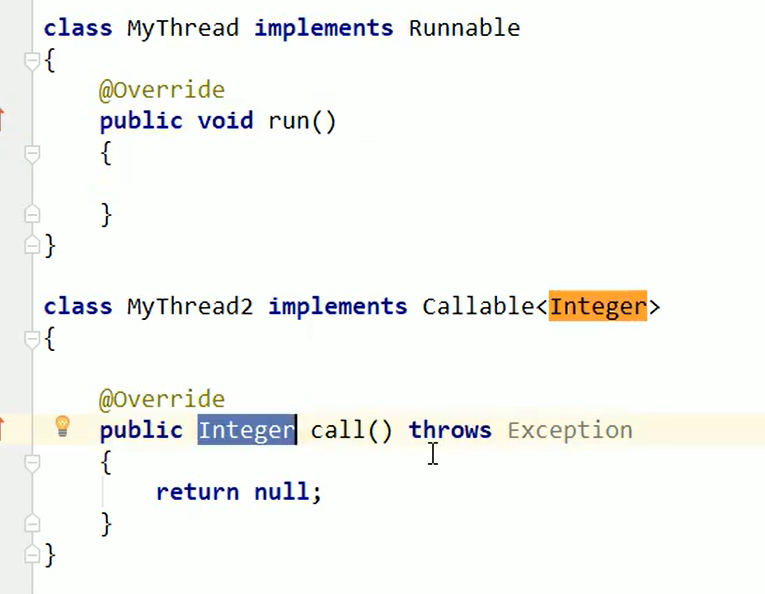 class MyThread implements Runnable
{
    @Override
    public void run()
    {

    }
}

class MyThread2 implements Callable<Integer>
{

    @Override
    public Integer call() throws Exception
    {
        return null;
    }
}